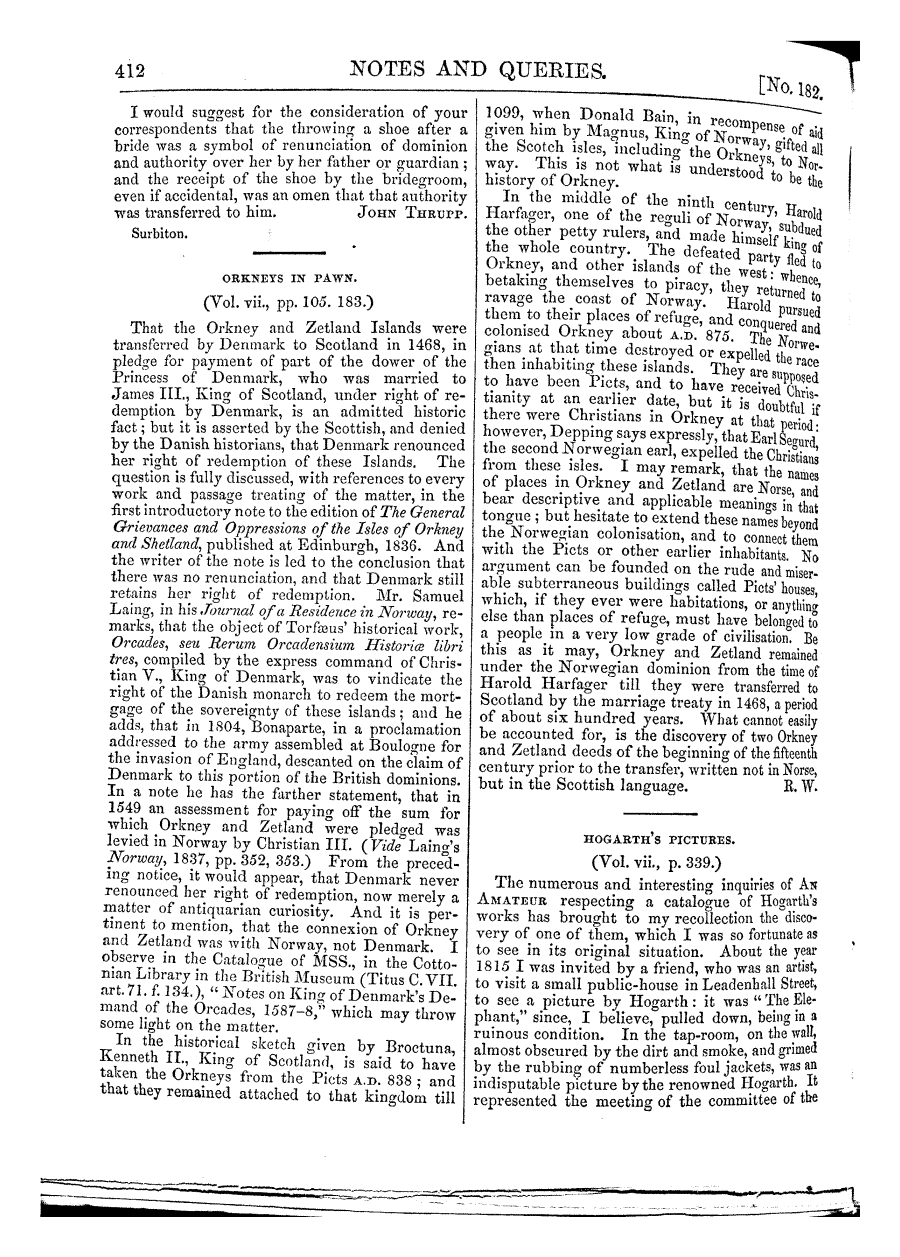 412
NOTES AND QUERIES.
[No. 182.
I would suggest for the consideration of your
correspondents that the throwing a shoe after a
bride was a symbol of renunciation of dominion
and authority over her by her father or guardian ;
and the receipt of the shoe by the bridegroom,
even if accidental, was an omen that that authority
was transferred to him. JOHN THRUPP.
Surbiton.
ORKNEYS IN PAWN.
(Vol. vii., pp. 105. 183.)
That the Orkney and Zetland Islands were
transferred by Denmark to Scotland in 1468, in
pledge for payment of part of the dower of the
Princess of Denmark, who was married to
James III., King of Scotland, under right of re-
demption by Denmark, is an admitted historic
fact ; but it is asserted by the Scottish, and denied
by the Danish historians, that Denmark renounced
her right of redemption of these Islands. The
question is fully discussed, with references to every
work and passage treating of the matter, in the
first introductory note to the edition of The General
Grievances and Oppressions of the Isles of Orkney
and Shetland, published at Edinburgh, 1836. And
the writer of the note is led to the conclusion that
there was no renunciation, and that Denmark still
retains her right of redemption. Mr. Samuel
Laing, in his Journal of a Residence in Norway, re-
marks, that the object of Torfæus' historical work,
Orcades, seu Rerum Orcadensium Historiæ libri
tres, compiled by the express command of Chris-
tian V., King of Denmark, was to vindicate the
right of the Danish monarch to redeem the mort-
gage of the sovereignty of these islands ; and he
adds, that in 1804, Bonaparte, in a proclamation
addressed to the army assembled at Boulogne for
the invasion of England, descanted on the claim of
Denmark to this portion of the British dominions.
In a note he has the further statement, that in
1549 an assessment for paying off the sum for
which Orkney and Zetland were pledged was
levied in Norway by Christian III. (Vide Laing's
Norway, 1837, pp. 352, 353.) From the preced-
ing notice, it would appear, that Denmark never
renounced her right of redemption, now merely a
matter of antiquarian curiosity. And it is per-
tinent to mention, that the connexion of Orkney
and Zetland was with Norway, not Denmark. I
observe in the Catalogue of MSS., in the Cotto-
nian Library in the British Museum (Titus C. VII.
art. 71. f. 134.), "Notes on King of Denmark's De-
mand of the Orcades, 1587-8," which may throw
some light on the matter.
In the historical sketch given by Broctuna,
Kenneth II., King of Scotland, is said to have
taken the Orkneys from the Picts A.D. 838 ; and
that they remained attached to that kingdom till
1099, when Donald Bain, in recompense of aid
given him by Magnus, King of Norway, gifted all
the Scotch isles, including the Orkneys, to Nor-
way. This is not what is understood to be the
history of Orkney.
In the middle of the ninth century, Harold
Harfager, one of the reguli of Norway, subdued
the other petty rulers, and made himself king of
the whole country. The defeated party fled to
Orkney, and other islands of the west: whence,
betaking themselves to piracy, they returned to
ravage the coast of Norway. Harold pursued
them to their places of refuge, and conquered and
colonised Orkney about A.D. 875. The Norwe-
gians at that time destroyed or expelled the race
then inhabiting these islands. They are supposed
to have been Picts, and to have received Chris-
tianity at an earlier date, but it is doubtful if
there were Christians in Orkney at that period:
however, Depping says expressly, that Earl Segurd,
the second Norwegian earl, expelled the Christians
from these isles. I may remark, that the names
of places in Orkney and Zetland are Norse, and
bear descriptive and applicable meanings in that
tongue ; but hesitate to extend these names beyond
the Norwegian colonisation, and to connect them
with the Picts or other earlier inhabitants. No
argument can be founded on the rude and miser-
able subterraneous buildings called Picts' houses,
which, if they ever were habitations, or anything
else than places of refuge, must have belonged to
a people in a very low grade of civilisation. Be
this as it may, Orkney and Zetland remained
under the Norwegian dominion from the time of
Harold Harfager till they were transferred to
Scotland by the marriage treaty in 1468, a period
of about six hundred years. What cannot easily
be accounted for, is the discovery of two Orkney
and Zetland deeds of the beginning of the fifteenth
century prior to the transfer, written not in Norse,
but in the Scottish language. R. W.
HOGARTH'S PICTURES.
(Vol. vii., p. 339.)
The numerous and interesting inquiries of AN
AMATEUR respecting a catalogue of Hogarth's
works has brought to my recollection the disco-
very of one of them, which I was so fortunate as
to see in its original situation. About the year
1815 I was invited by a friend, who was an artist,
to visit a small public-house in Leadenhall Street,
to see a picture by Hogarth : it was "The Ele-
phant," since, I believe, pulled down, being in a
ruinous condition. In the tap-room, on the wall,
almost obscured by the dirt and smoke, and grimed
by the rubbing of numberless foul jackets, was an
indisputable picture by the renowned Hogarth. It
represented the meeting of the committee of the